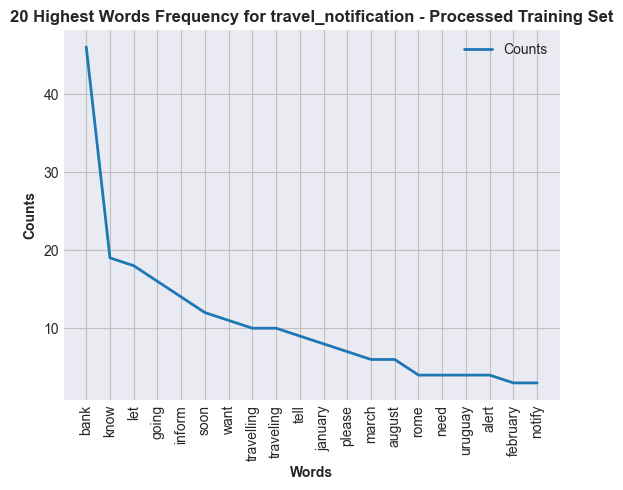 20 Highest Words Frequency for travel_notification - Processed Training Set
Counts
Counts
40
30
20
10
bank
know
let
going
inform
soon
want
travelling
traveling
tell
january
please
march
august
rome
need
uruguay
alert
february
notify
Words